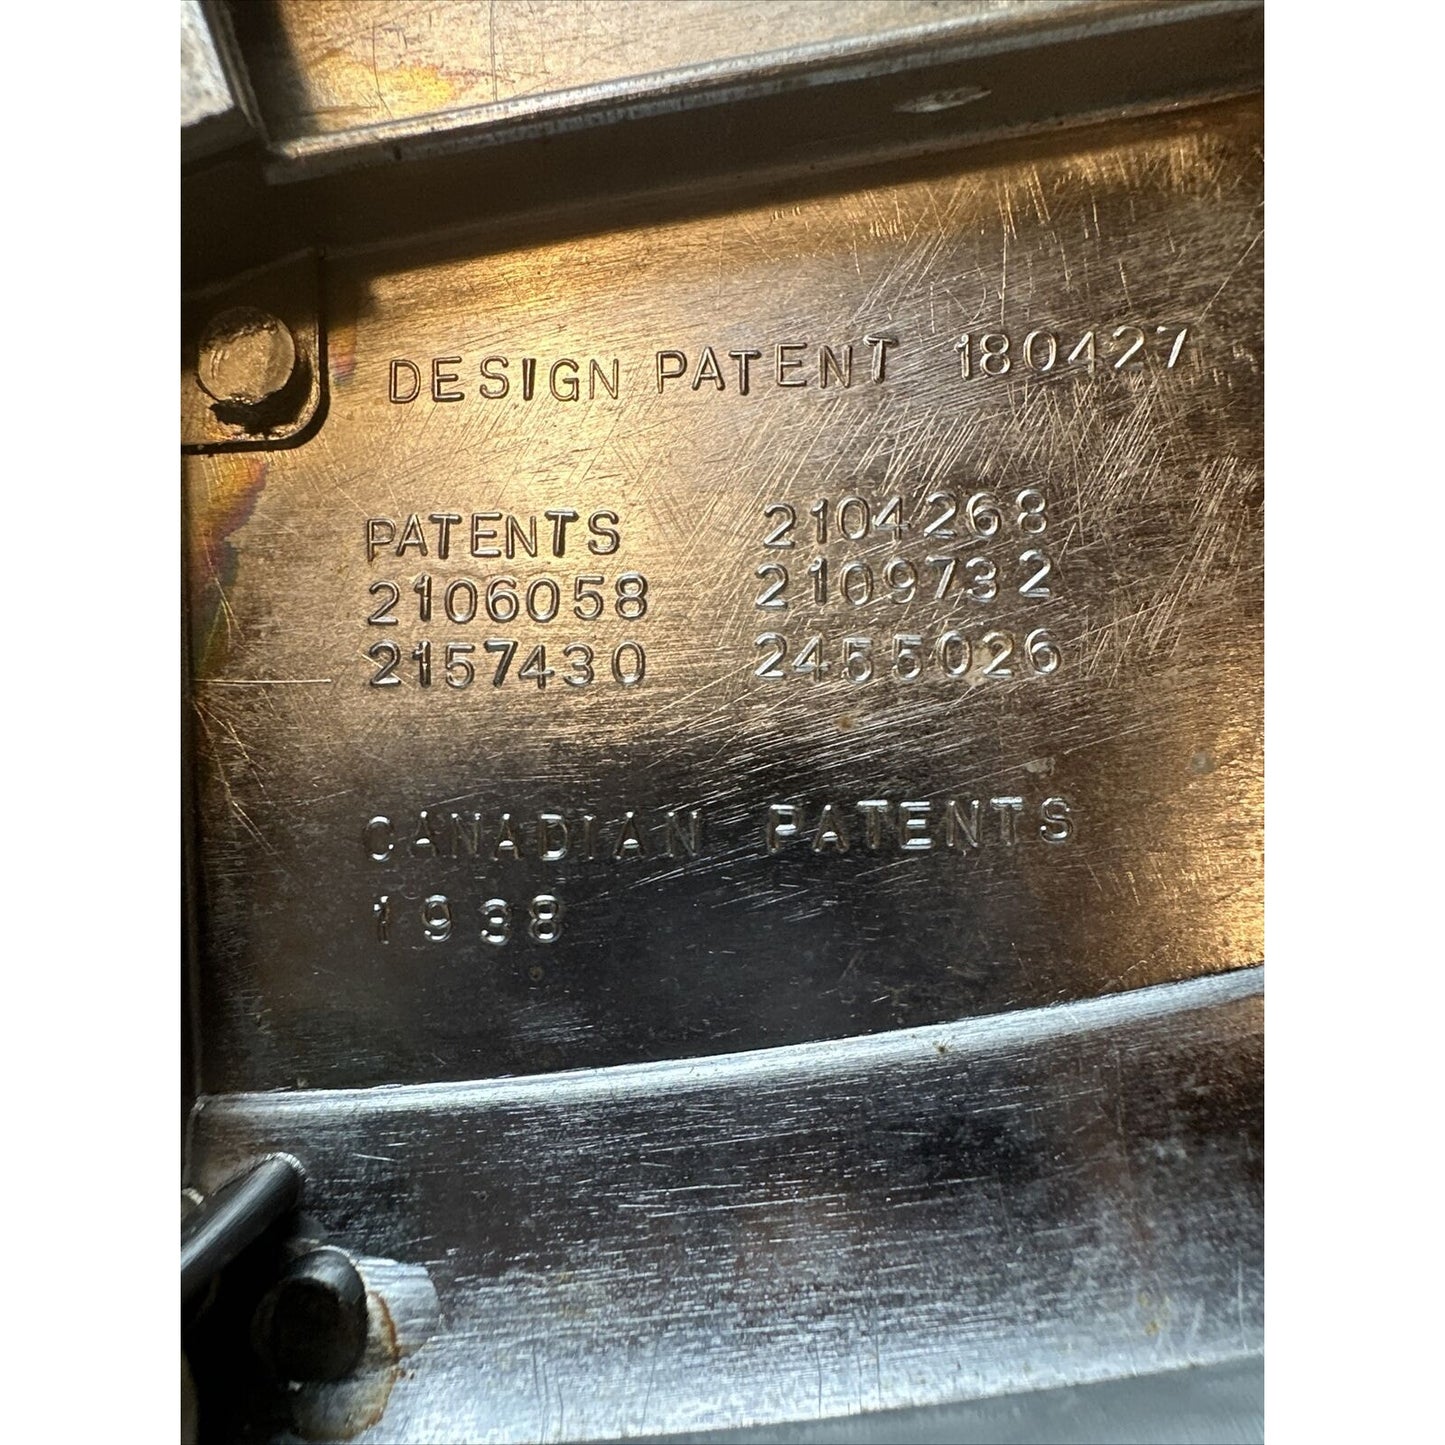 DESIGN PATENT 180427
PATENTS 2104268
2106058 2109732
2157430 2455026
CANADIAN PATENTS
1938